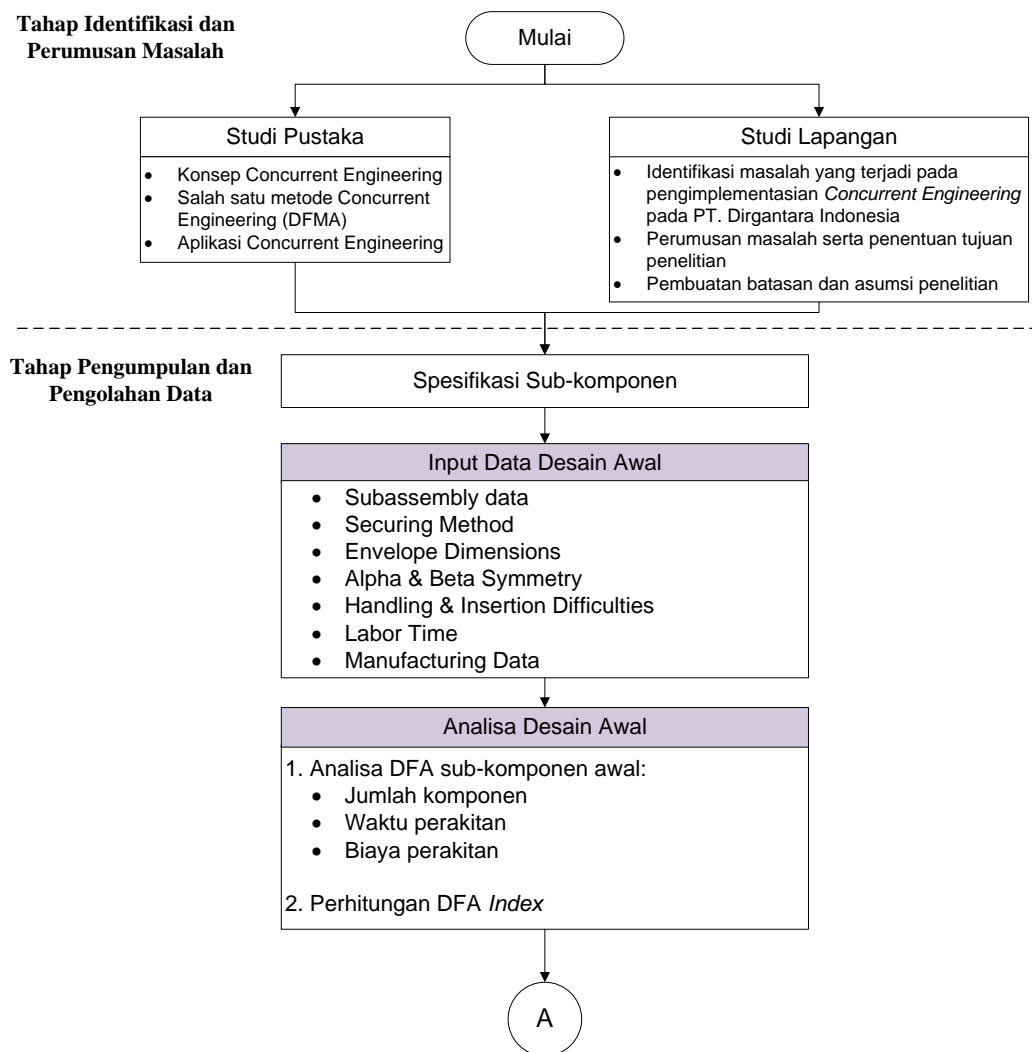 Tahap Identifikasi dan
Perumusan Masalah
Mulai
Studi Pustaka
• Konsep Concurrent Engineering
• Salah satu metode Concurrent
Engineering (DFMA)
• Aplikasi Concurrent Engineering
Studi Lapangan
• Identifikasi masalah yang terjadi pada
pengimplementasian Concurrent Engineering
pada PT. Dirgantara Indonesia
• Perumusan masalah serta penentuan tujuan
penelitian
• Pembuatan batasan dan asumsi penelitian
Tahap Pengumpulan dan
Pengolahan Data
Spesifikasi Sub-komponen
Input Data Desain Awal
• Subassembly data
• Securing Method
• Envelope Dimensions
• Alpha & Beta Symmetry
• Handling & Insertion Difficulties
• Labor Time
• Manufacturing Data
Analisa Desain Awal
1. Analisa DFA sub-komponen awal:
• Jumlah komponen
• Waktu perakitan
• Biaya perakitan
2. Perhitungan DFA Index
A